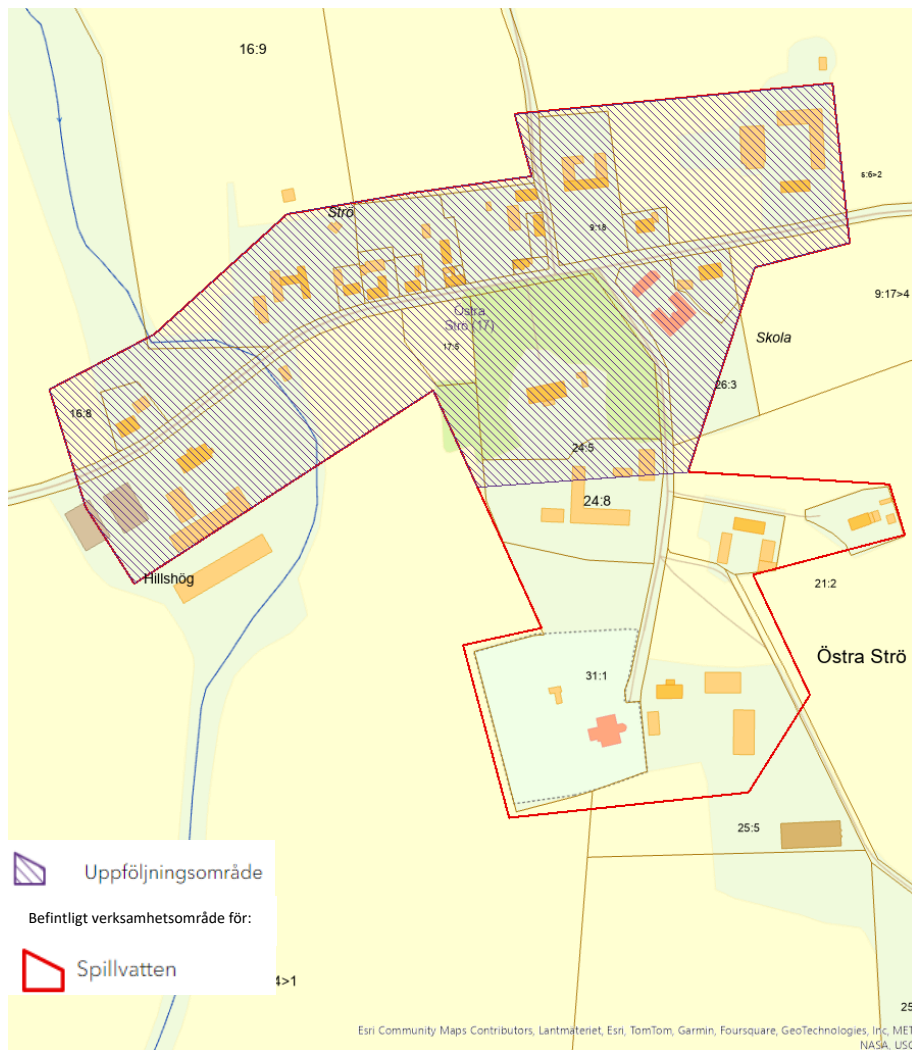 16:9
6:6>2
Strö
9:18
9:17>4
Östra
Strö (17)
17:5
Skola
26:3
16:8
24:5
24:8
Hillshög
21:2
Östra Strö
31:1
25:5
Uppföljningsområde
Befintligt verksamhetsområde för:
Spillvatten
4>1
25
Esri Community Maps Contributors, Lantmäteriet, Esri, TomTom, Garmin, Foursquare, GeoTechnologies, Inc, MET
NASA, USG